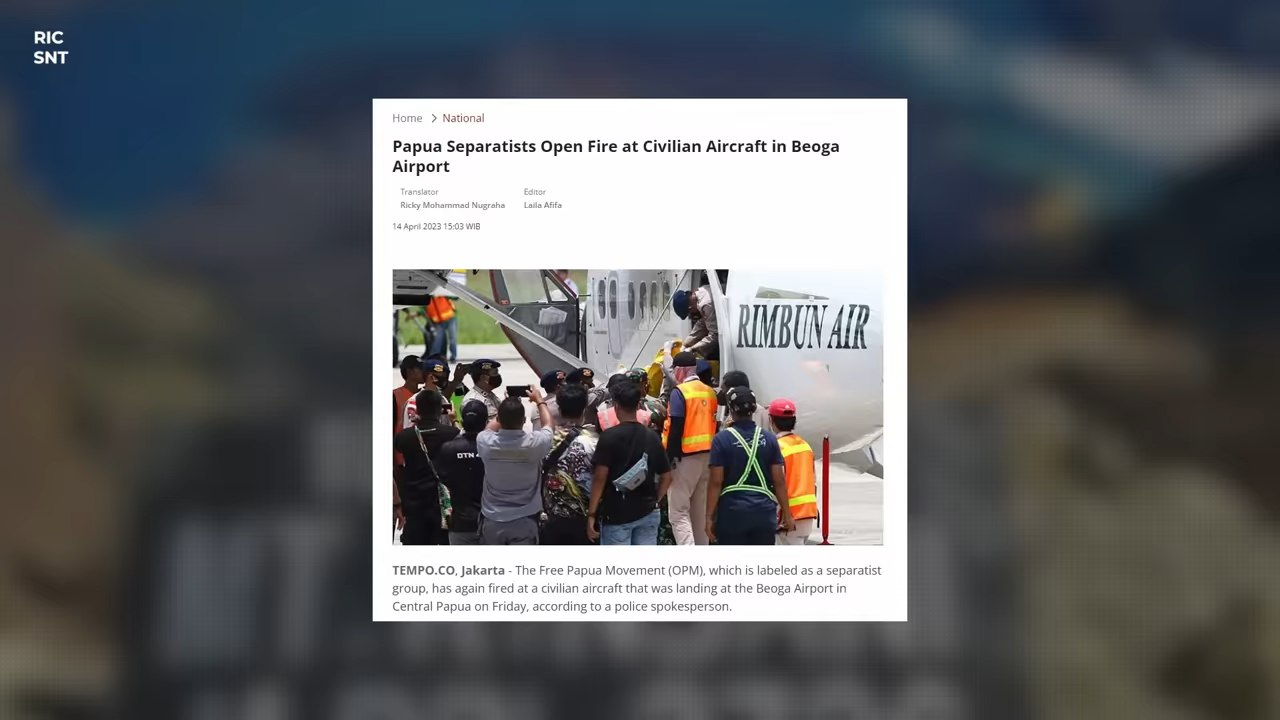 RIC
SNT
Home > National
Papua Separatists Open Fire at Civilian Aircraft in Beoga
Airport
Translator Editor
Ricky Mohammad Nugraha Laila Afifa
14 April 2023 15:03 WIB
RIMBUN AIR
DTN
TEMPO.CO, Jakarta - The Free Papua Movement (OPM), which is labeled as a separatist
group, has again fired at a civilian aircraft that was landing at the Beoga Airport in
Central Papua on Friday, according to a police spokesperson.